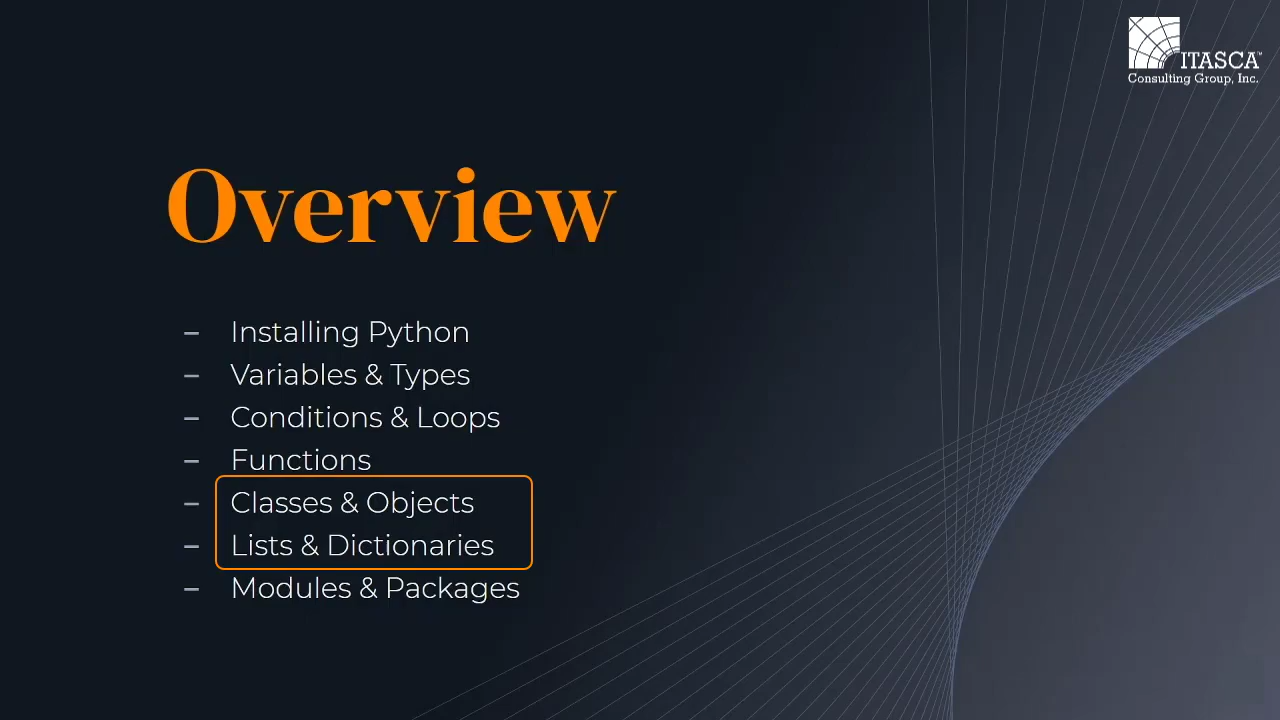 ITASCA™
Consulting Group, Inc.
Overview
– Installing Python
– Variables & Types
– Conditions & Loops
– Functions
– Classes & Objects
– Lists & Dictionaries
– Modules & Packages